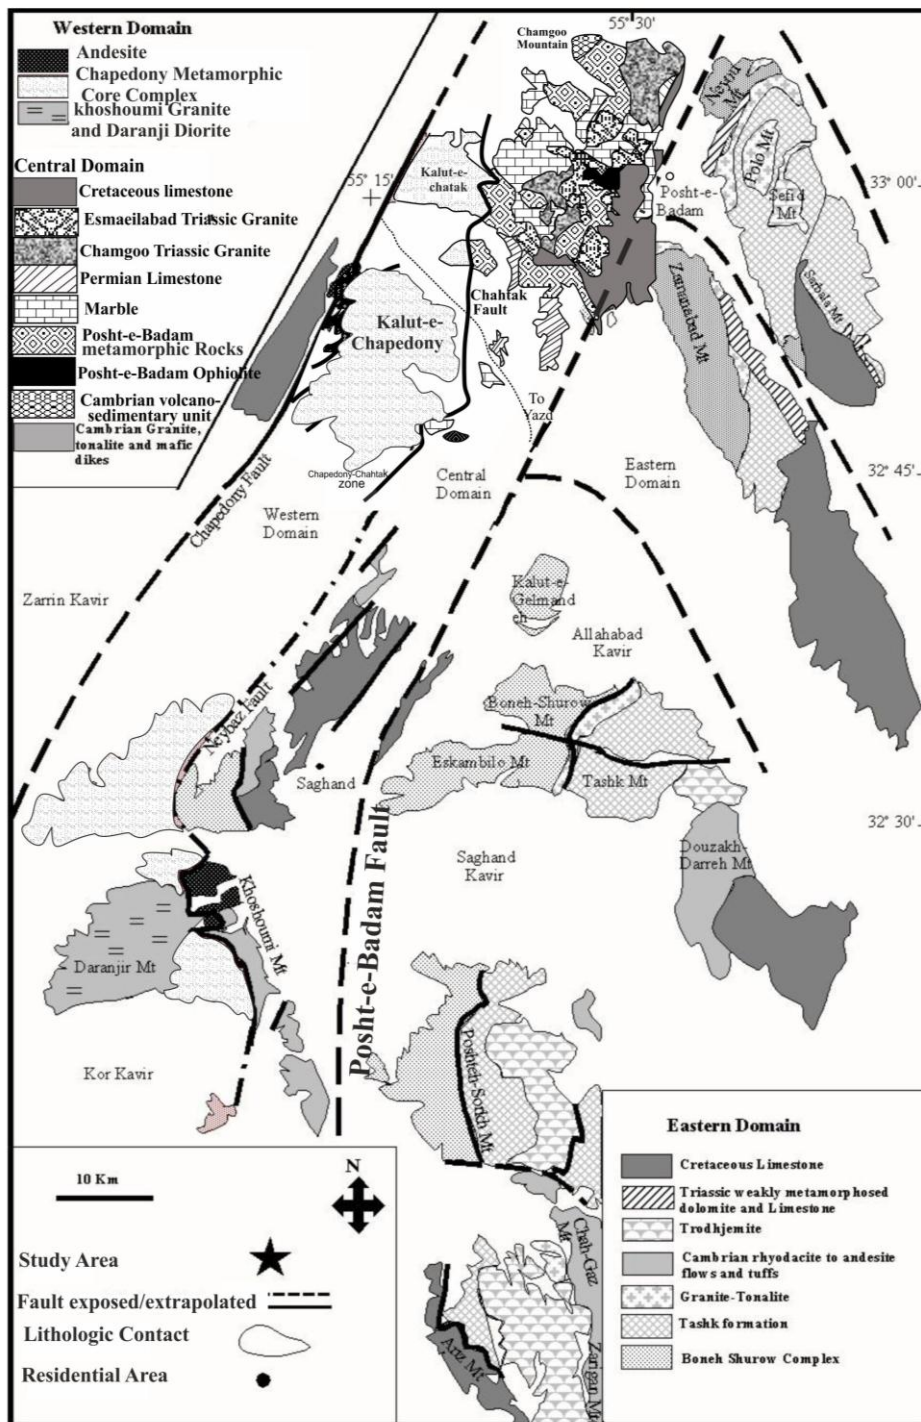 Western Domain
Andesite
Chapedony Metamorphic
Core Complex
khoshoumi Granite
and Daranji Diorite
Central Domain
Cretaceous limestone
Esmaeilabad Triassic Granite
Chamgoo Triassic Granite
Permian Limestone
Marble
Posht-e-Badam
metamorphic Rocks
Posht-e-Badam Ophiolite
Cambrian volcano-
sedimentary unit
Cambrian Granite,
tonalite and mafic
dikes
55° 30'
Chamgoo
Mountain
55° 15'
Kalut-e-
chatak
Posht-e-
Badam
33° 00'
Polo Mt
Sefid
Mt
Zamanabad Mt
Chahtak
Fault
Kalut-e-
Chapedony
To
Yazd
32° 45'
Chapedony-Chahtak
zone
Central
Domain
Eastern
Domain
Chapedony Fault
Western
Domain
Zarrin Kavir
Kalut-e-
Gelmand
eh
Allahabad
Kavir
Neybaz Fault
Boneh-Shurow
Mt
Eskambilo Mt
Tashk Mt
Saghand
32° 30'
Douzakh-
Darreh Mt
Saghand
Kavir
Posht-e-Badam Fault
Khoshoumi Mt
Daranjir Mt
Kor Kavir
Poshteh-Sorkh Mt
Chah-Gaz
Mt
Zarigan Mt
Ariz Mt
10 Km
N
Study Area
Fault exposed/extrapolated
Lithologic Contact
Residential Area
Eastern Domain
Cretaceous Limestone
Triassic weakly metamorphosed
dolomite and Limestone
Trodhjemite
Cambrian rhyodacite to andesite
flows and tuffs
Granite-Tonalite
Tashk formation
Boneh Shurow Complex